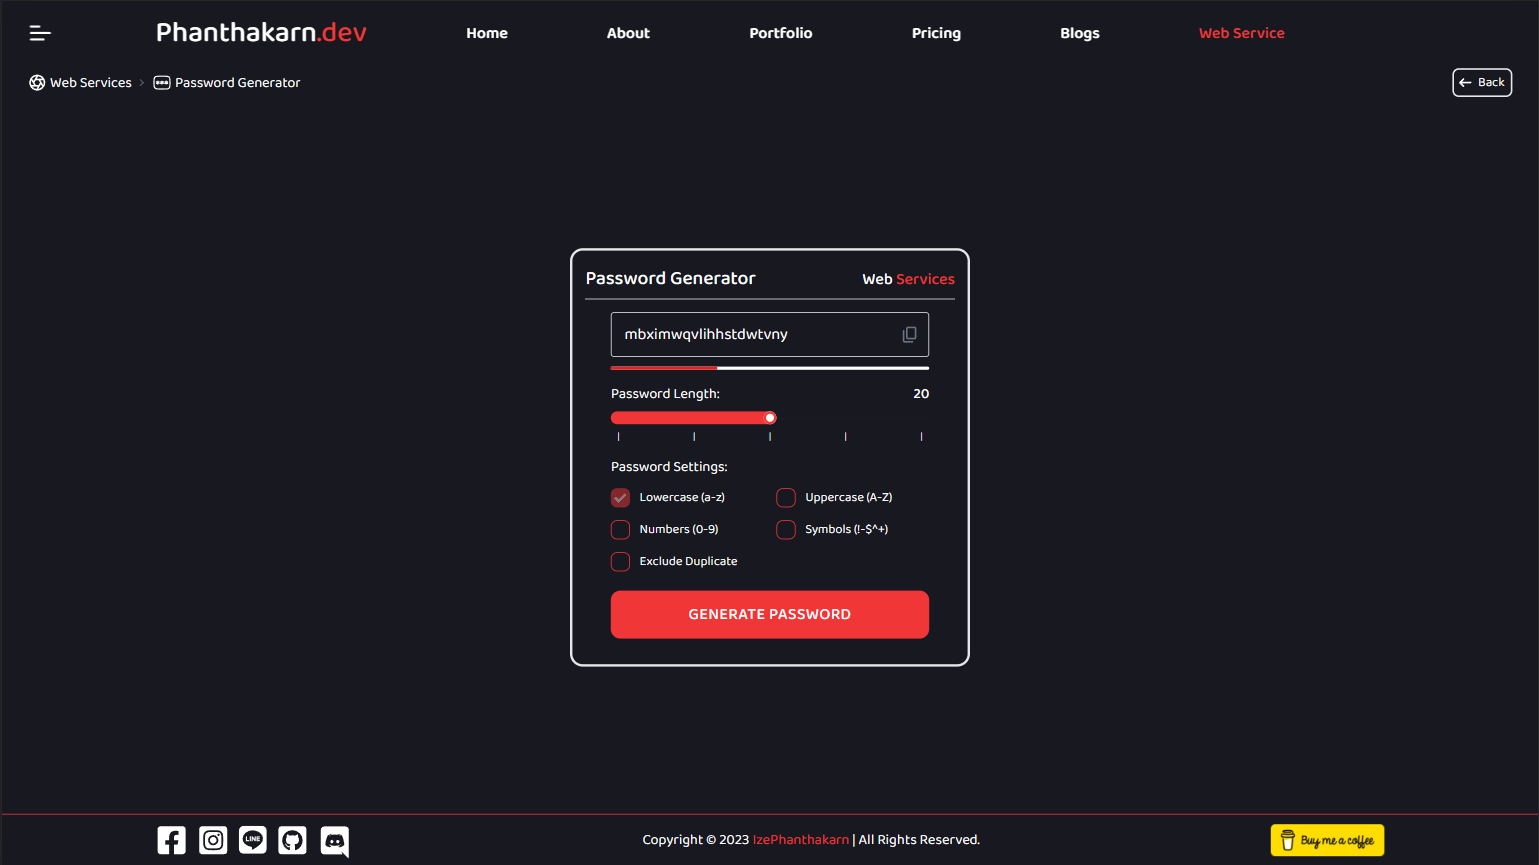 Phanthakarn.dev Home About Portfolio Pricing Blogs Web Service
Web Services > Password Generator
← Back
Password Generator Web Services
mbximwqvlihhstdwtvny
Password Length: 20
Password Settings:
Lowercase (a-z) Uppercase (A-Z)
Numbers (0-9) Symbols (!-$^+)
Exclude Duplicate
GENERATE PASSWORD
LINE
Copyright © 2023 IzePhanthakarn | All Rights Reserved.
Buy me a coffee